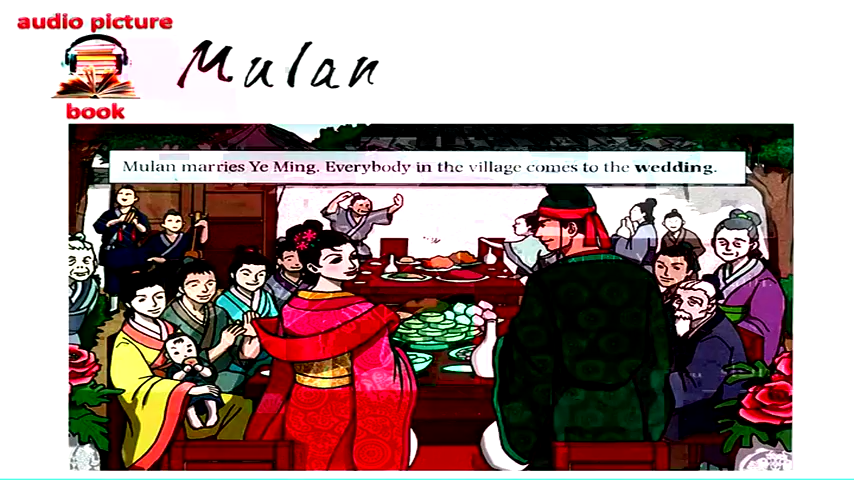 audio picture
book
Mulan
Mulan marries Ye Ming. Everybody in the village comes to the wedding.